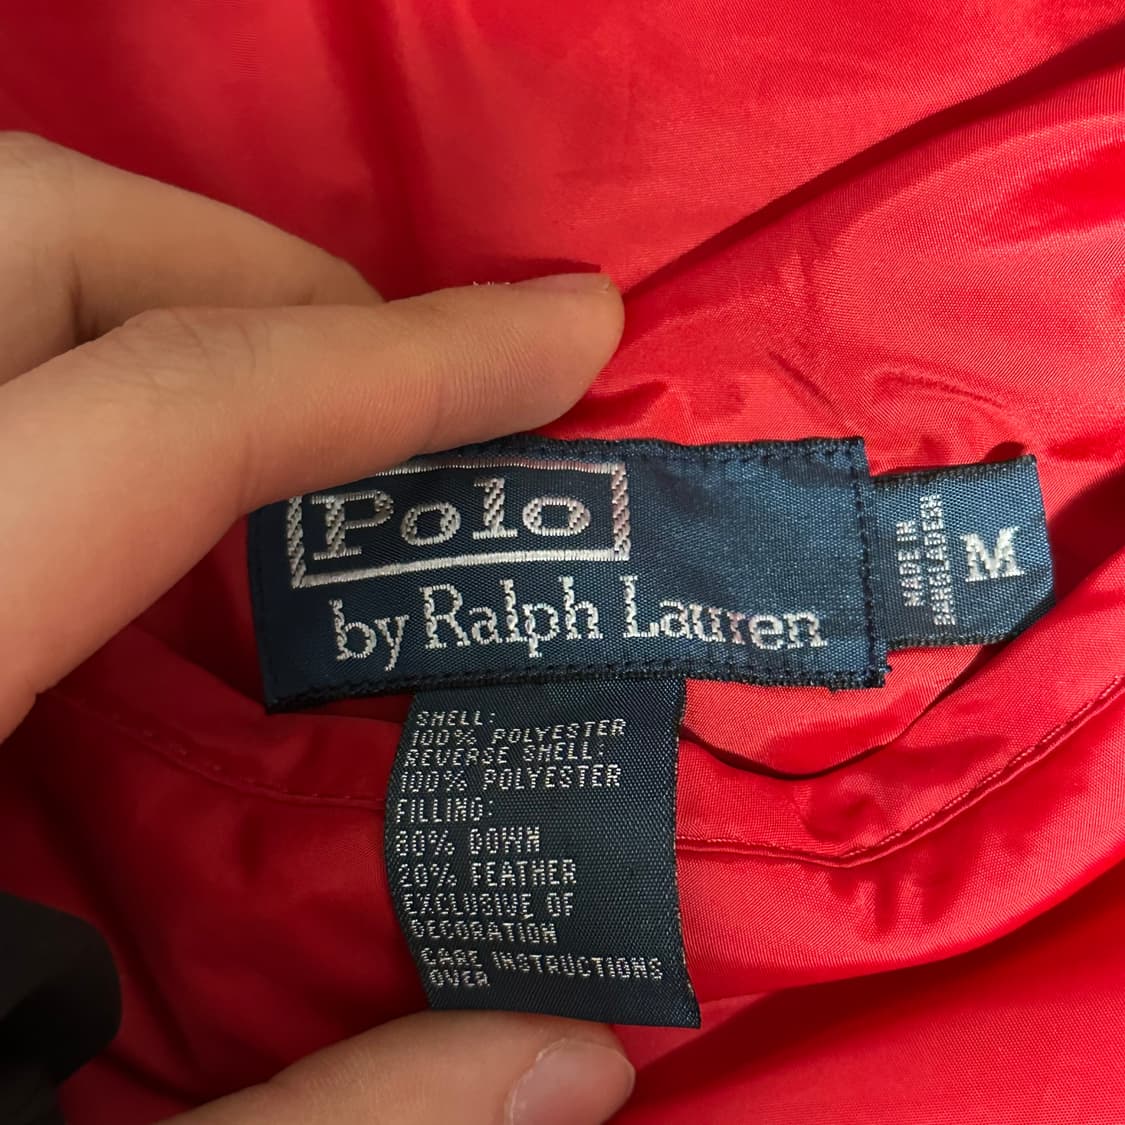 Polo
by Ralph Lauren
MADE IN
BANGLADESH
M
SHELL:
100% POLYESTER
REVERSE SHELL:
100% POLYESTER
FILLING:
80% DOWN
20% FEATHER
EXCLUSIVE OF
DECORATION
CARE INSTRUCTIONS
OVER